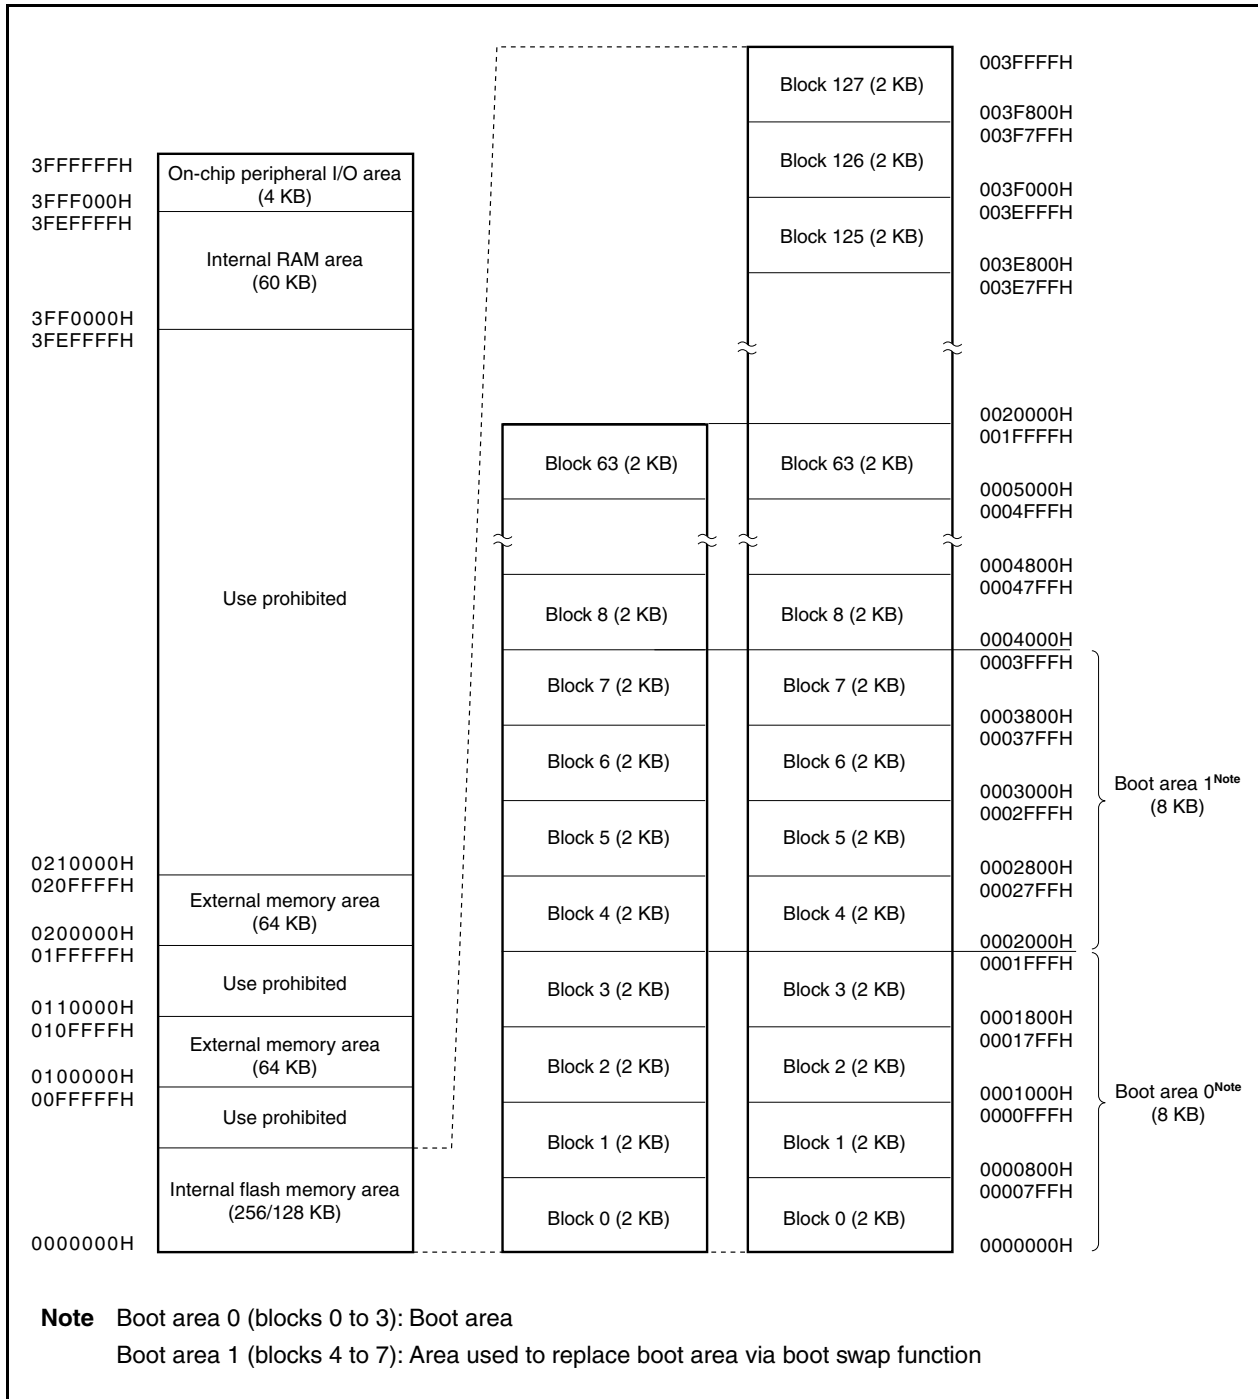 3FFFFFFH
On-chip peripheral I/O area
(4 KB)
3FFF000H
3FEFFFFH
Internal RAM area
(60 KB)
3FF0000H
3FEFFFFH
Use prohibited
0210000H
020FFFFH
External memory area
(64 KB)
0200000H
01FFFFFH
Use prohibited
0110000H
010FFFFH
External memory area
(64 KB)
0100000H
00FFFFFH
Use prohibited
Internal flash memory area
(256/128 KB)
0000000H
Block 63 (2 KB)
Block 8 (2 KB)
Block 7 (2 KB)
Block 6 (2 KB)
Block 5 (2 KB)
Block 4 (2 KB)
Block 3 (2 KB)
Block 2 (2 KB)
Block 1 (2 KB)
Block 0 (2 KB)
Block 127 (2 KB)
Block 126 (2 KB)
Block 125 (2 KB)
Block 63 (2 KB)
Block 8 (2 KB)
Block 7 (2 KB)
Block 6 (2 KB)
Block 5 (2 KB)
Block 4 (2 KB)
Block 3 (2 KB)
Block 2 (2 KB)
Block 1 (2 KB)
Block 0 (2 KB)
003FFFFH
003F800H
003F7FFH
003F000H
003EFFFH
003E800H
003E7FFH
0020000H
001FFFFH
0005000H
0004FFFH
0004800H
00047FFH
0004000H
0003FFFH
0003800H
00037FFH
0003000H
0002FFFH
0002800H
00027FFH
0002000H
0001FFFH
0001800H
00017FFH
0001000H
0000FFFH
0000800H
00007FFH
0000000H
Boot area 1Note
(8 KB)
Boot area 0Note
(8 KB)
Note Boot area 0 (blocks 0 to 3): Boot area
Boot area 1 (blocks 4 to 7): Area used to replace boot area via boot swap function